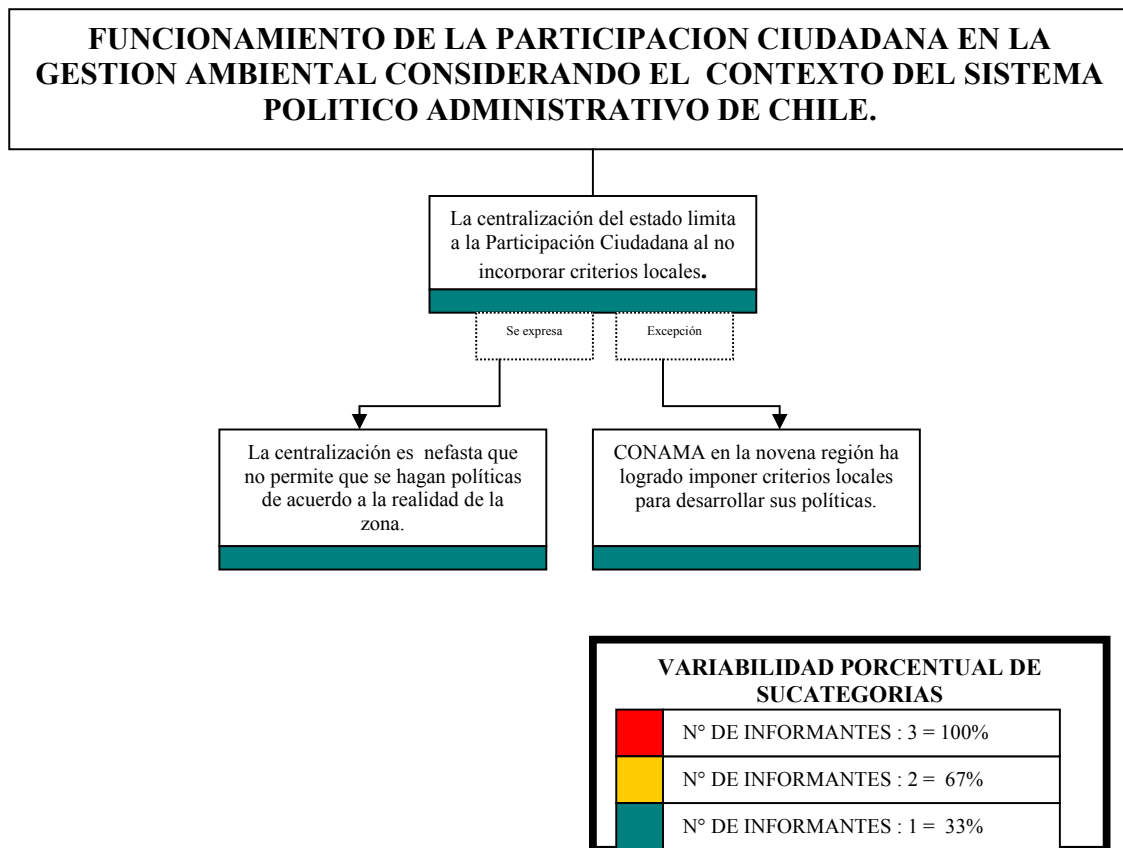 FUNCIONAMIENTO DE LA PARTICIPACION CIUDADANA EN LA
GESTION AMBIENTAL CONSIDERANDO EL CONTEXTO DEL SISTEMA
POLITICO ADMINISTRATIVO DE CHILE.
La centralización del estado limita
a la Participación Ciudadana al no
incorporar criterios locales.
Se expresa
Excepción
La centralización es nefasta que
no permite que se hagan políticas
de acuerdo a la realidad de la
zona.
CONAMA en la novena región ha
logrado imponer criterios locales
para desarrollar sus políticas.
VARIABILIDAD PORCENTUAL DE
SUCATEGORIAS
N° DE INFORMANTES : 3 = 100%
N° DE INFORMANTES : 2 = 67%
N° DE INFORMANTES : 1 = 33%